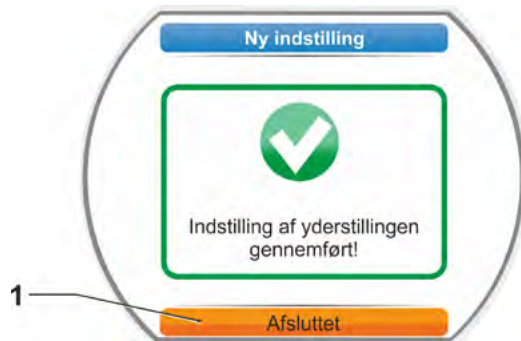 Ny indstilling
Indstilling af yderstillingen
gennemført!
1
Afsluttet